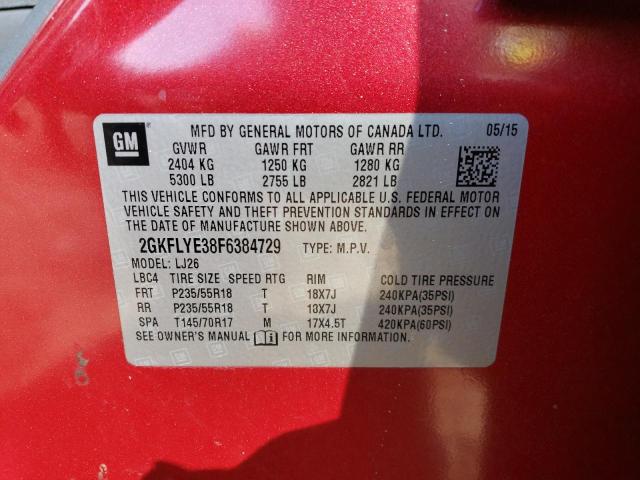 GM
MFD BY GENERAL MOTORS OF CANADA LTD. 05/15
GVWR GAWR FRT GAWR RR
2404 KG 1250 KG 1280 KG
5300 LB 2755 LB 2821 LB
THIS VEHICLE CONFORMS TO ALL APPLICABLE U.S. FEDERAL MOTOR
VEHICLE SAFETY AND THEFT PREVENTION STANDARDS IN EFFECT ON
THE DATE OF MANUFACTURE SHOWN ABOVE.
2GKFLYE38F6384729 TYPE: M.P.V.
MODEL: LJ26
LBC4 TIRE SIZE SPEED RTG RIM COLD TIRE PRESSURE
FRT P235/55R18 T 18X7J 240KPA(35PSI)
RR P235/55R18 T 18X7J 240KPA(35PSI)
SPA T145/70R17 M 17X4.5T 420KPA(60PSI)
SEE OWNER'S MANUAL FOR MORE INFORMATION.